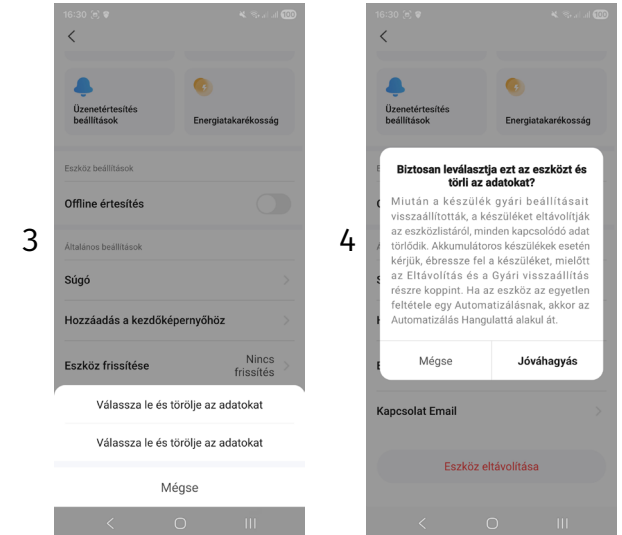 3
16:30
100
Üzenetértesítés
beállítások
Energiatakarékosság
Eszköz beállítások
Offline értesítés
Általános beállítások
Súgó
Hozzáadás a kezdőképernyőhöz
Eszköz frissítése
Nincs
frissítés
Válassza le és törölje az adatokat
Válassza le és törölje az adatokat
Mégse
4
16:30
100
Üzenetértesítés
beállítások
Energiatakarékosság
Biztosan leválasztja ezt az eszközt és
törli az adatokat?
Miután a készülék gyári beállításait
visszaállították, a készüléket eltávolítják
az eszközlistáról, minden kapcsolódó adat
törlődik. Akkumulátoros készülékek esetén
kérjük, ébressze fel a készüléket, mielőtt
az Eltávolítás és a Gyári visszaállítás
részre koppint. Ha az eszköz az egyetlen
feltétele egy Automatizálásnak, akkor az
Automatizálás Hangulattá alakul át.
Mégse
Jóváhagyás
Kapcsolat Email
Eszköz eltávolítása